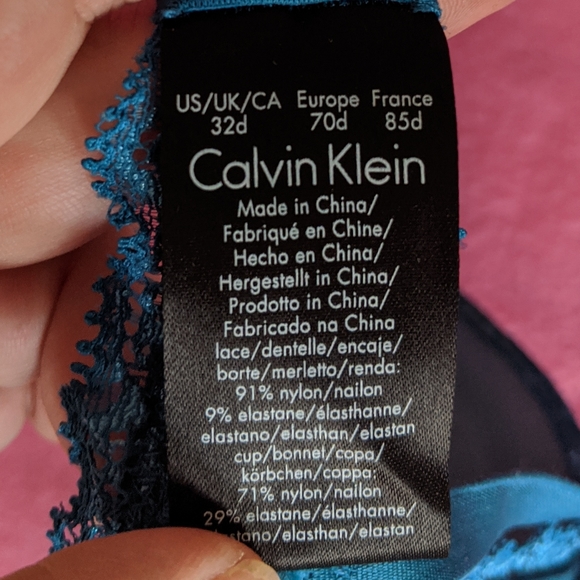 US/UK/CA Europe France
32d 70d 85d
Calvin Klein
Made in China/
Fabriqué en Chine/
Hecho en China/
Hergestellt in China/
Prodotto in China/
Fabricado na China
lace/dentelle/encaje/
borte/merletto/renda:
91% nylon/nailon
9% elastane/élasthanne/
elastano/elasthan/elastan
cup/bonnet/copa/
körbchen/coppa:
71% nylon/nailon
29% elastane/élasthanne/
elastano/elasthan/elastan